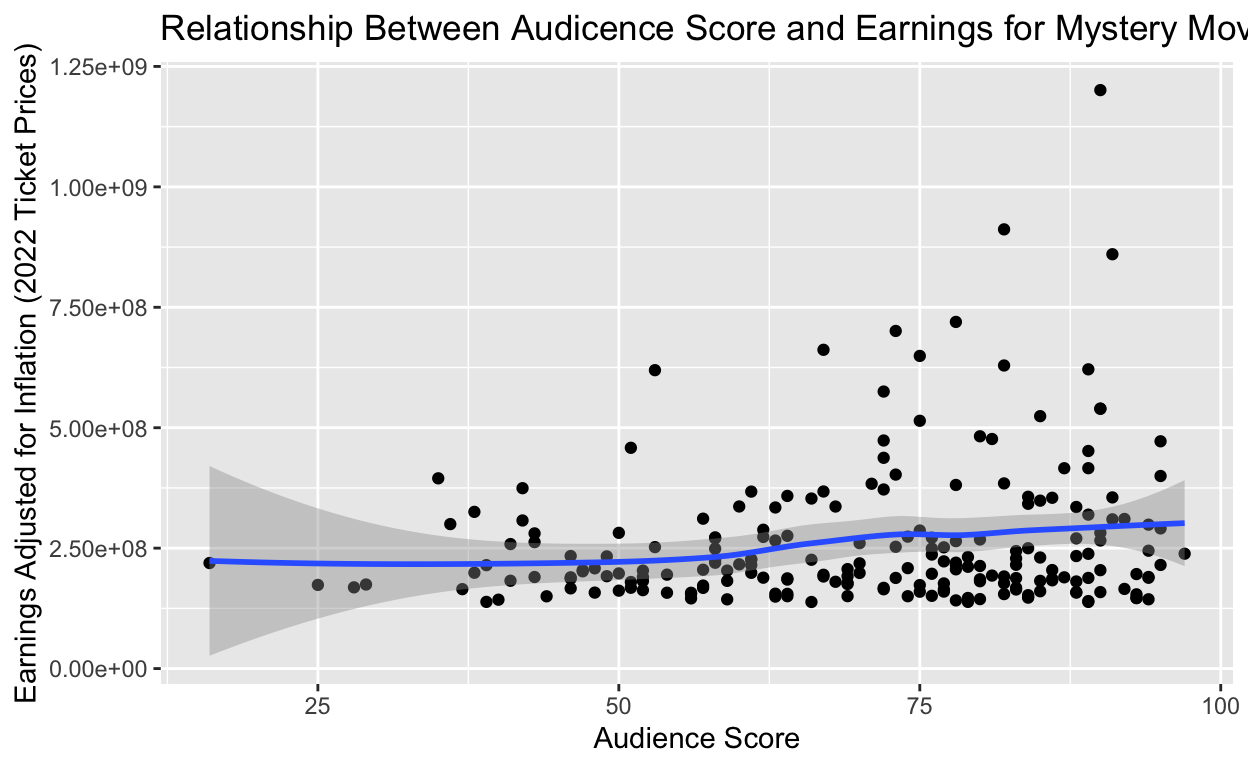 Relationship Between Audicence Score and Earnings for Mystery Mov
Earnings Adjusted for Inflation (2022 Ticket Prices)
1.25e+09
1.00e+09
7.50e+08
5.00e+08
2.50e+08
0.00e+00
25
50
75
100
Audience Score